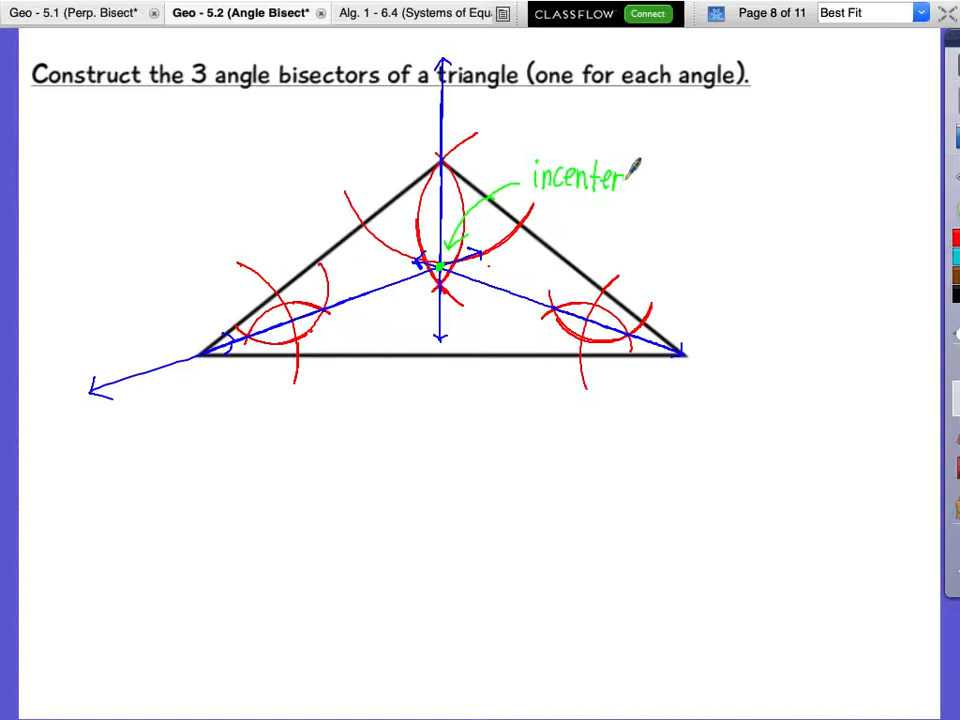 Geo - 5.1 (Perp. Bisect*
Geo - 5.2 (Angle Bisect*
Alg. 1 - 6.4 (Systems of Equa
CLASSFLOW
Connect
Page 8 of 11
Best Fit
Construct the 3 angle bisectors of a triangle (one for each angle).
incenter